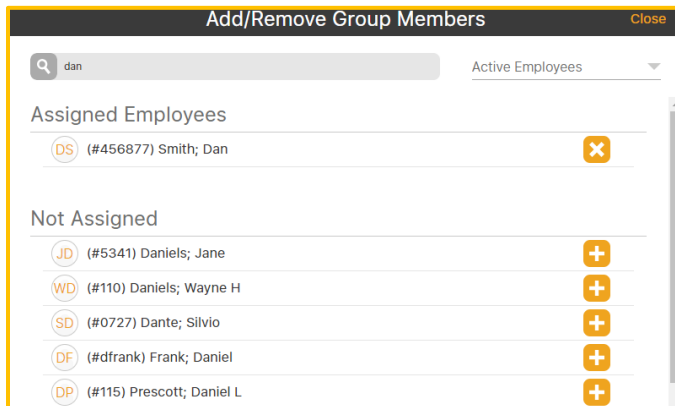 Add/Remove Group Members
Close
dan
Active Employees
Assigned Employees
DS (#456877) Smith; Dan
Not Assigned
JD (#5341) Daniels; Jane
WD (#110) Daniels; Wayne H
SD (#0727) Dante; Silvio
DF (#dfrank) Frank; Daniel
DP (#115) Prescott; Daniel L